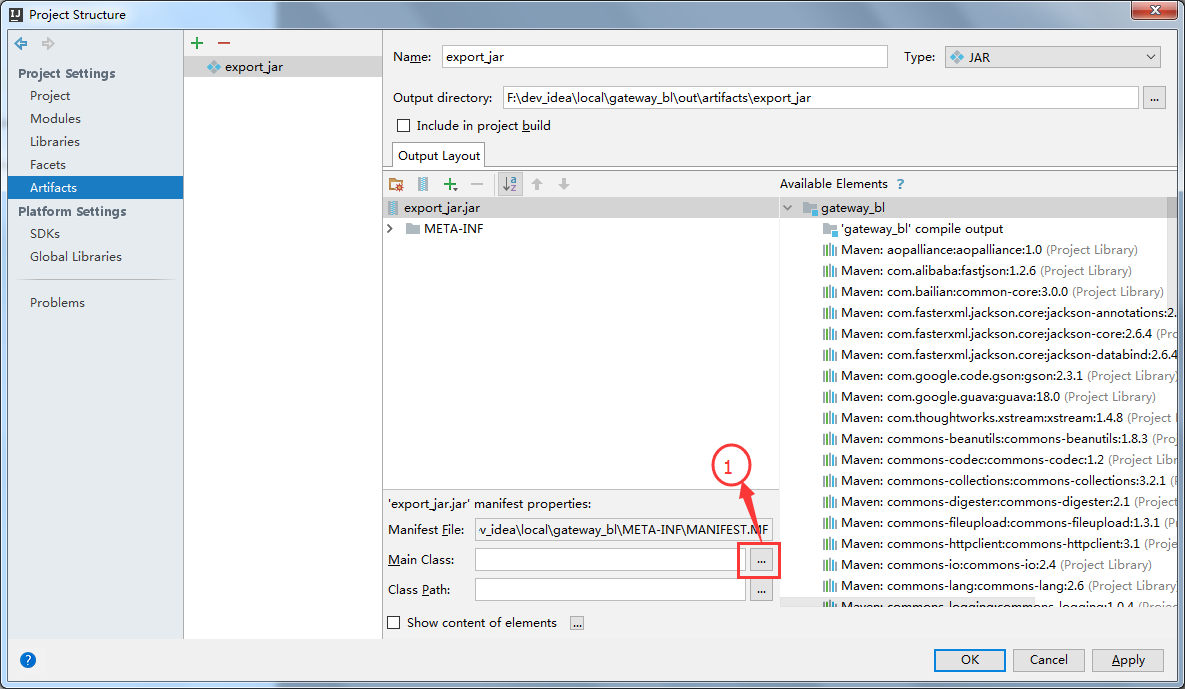 Project Structure
Project Settings
Project
Modules
Libraries
Facets
Artifacts
Platform Settings
SDKs
Global Libraries
Problems
export_jar
Name: export_jar Type: JAR
Output directory: F:\dev_idea\local\gateway_bl\out\artifacts\export_jar ...
Include in project build
Output Layout
Available Elements ?
export_jar.jar
META-INF
gateway_bl
'gateway_bl' compile output
Maven: aopalliance:aopalliance:1.0 (Project Library)
Maven: com.alibaba:fastjson:1.2.6 (Project Library)
Maven: com.bailian:common-core:3.0.0 (Project Library)
Maven: com.fasterxml.jackson.core:jackson-annotations:2.
Maven: com.fasterxml.jackson.core:jackson-core:2.6.4 (Pro
Maven: com.fasterxml.jackson.core:jackson-databind:2.6.4
Maven: com.google.code.gson:gson:2.3.1 (Project Library)
Maven: com.google.guava:guava:18.0 (Project Library)
Maven: com.thoughtworks.xstream:xstream:1.4.8 (Project
Maven: commons-beanutils:commons-beanutils:1.8.3 (Proj
Maven: commons-codec:commons-codec:1.2 (Project Libr
Maven: commons-collections:commons-collections:3.2.1 (
Maven: commons-digester:commons-digester:2.1 (Project
Maven: commons-fileupload:commons-fileupload:1.3.1 (P
Maven: commons-httpclient:commons-httpclient:3.1 (Proje
Maven: commons-io:commons-io:2.4 (Project Library)
Maven: commons-lang:commons-lang:2.6 (Project Library)
Maven: commons-logging:commons-logging:1.0.4 (Projec
1
'export_jar.jar' manifest properties:
Manifest File: v_idea\local\gateway_bl\META-INF\MANIFEST.MF
Main Class: ...
Class Path: ...
Show content of elements ...
? OK Cancel Apply